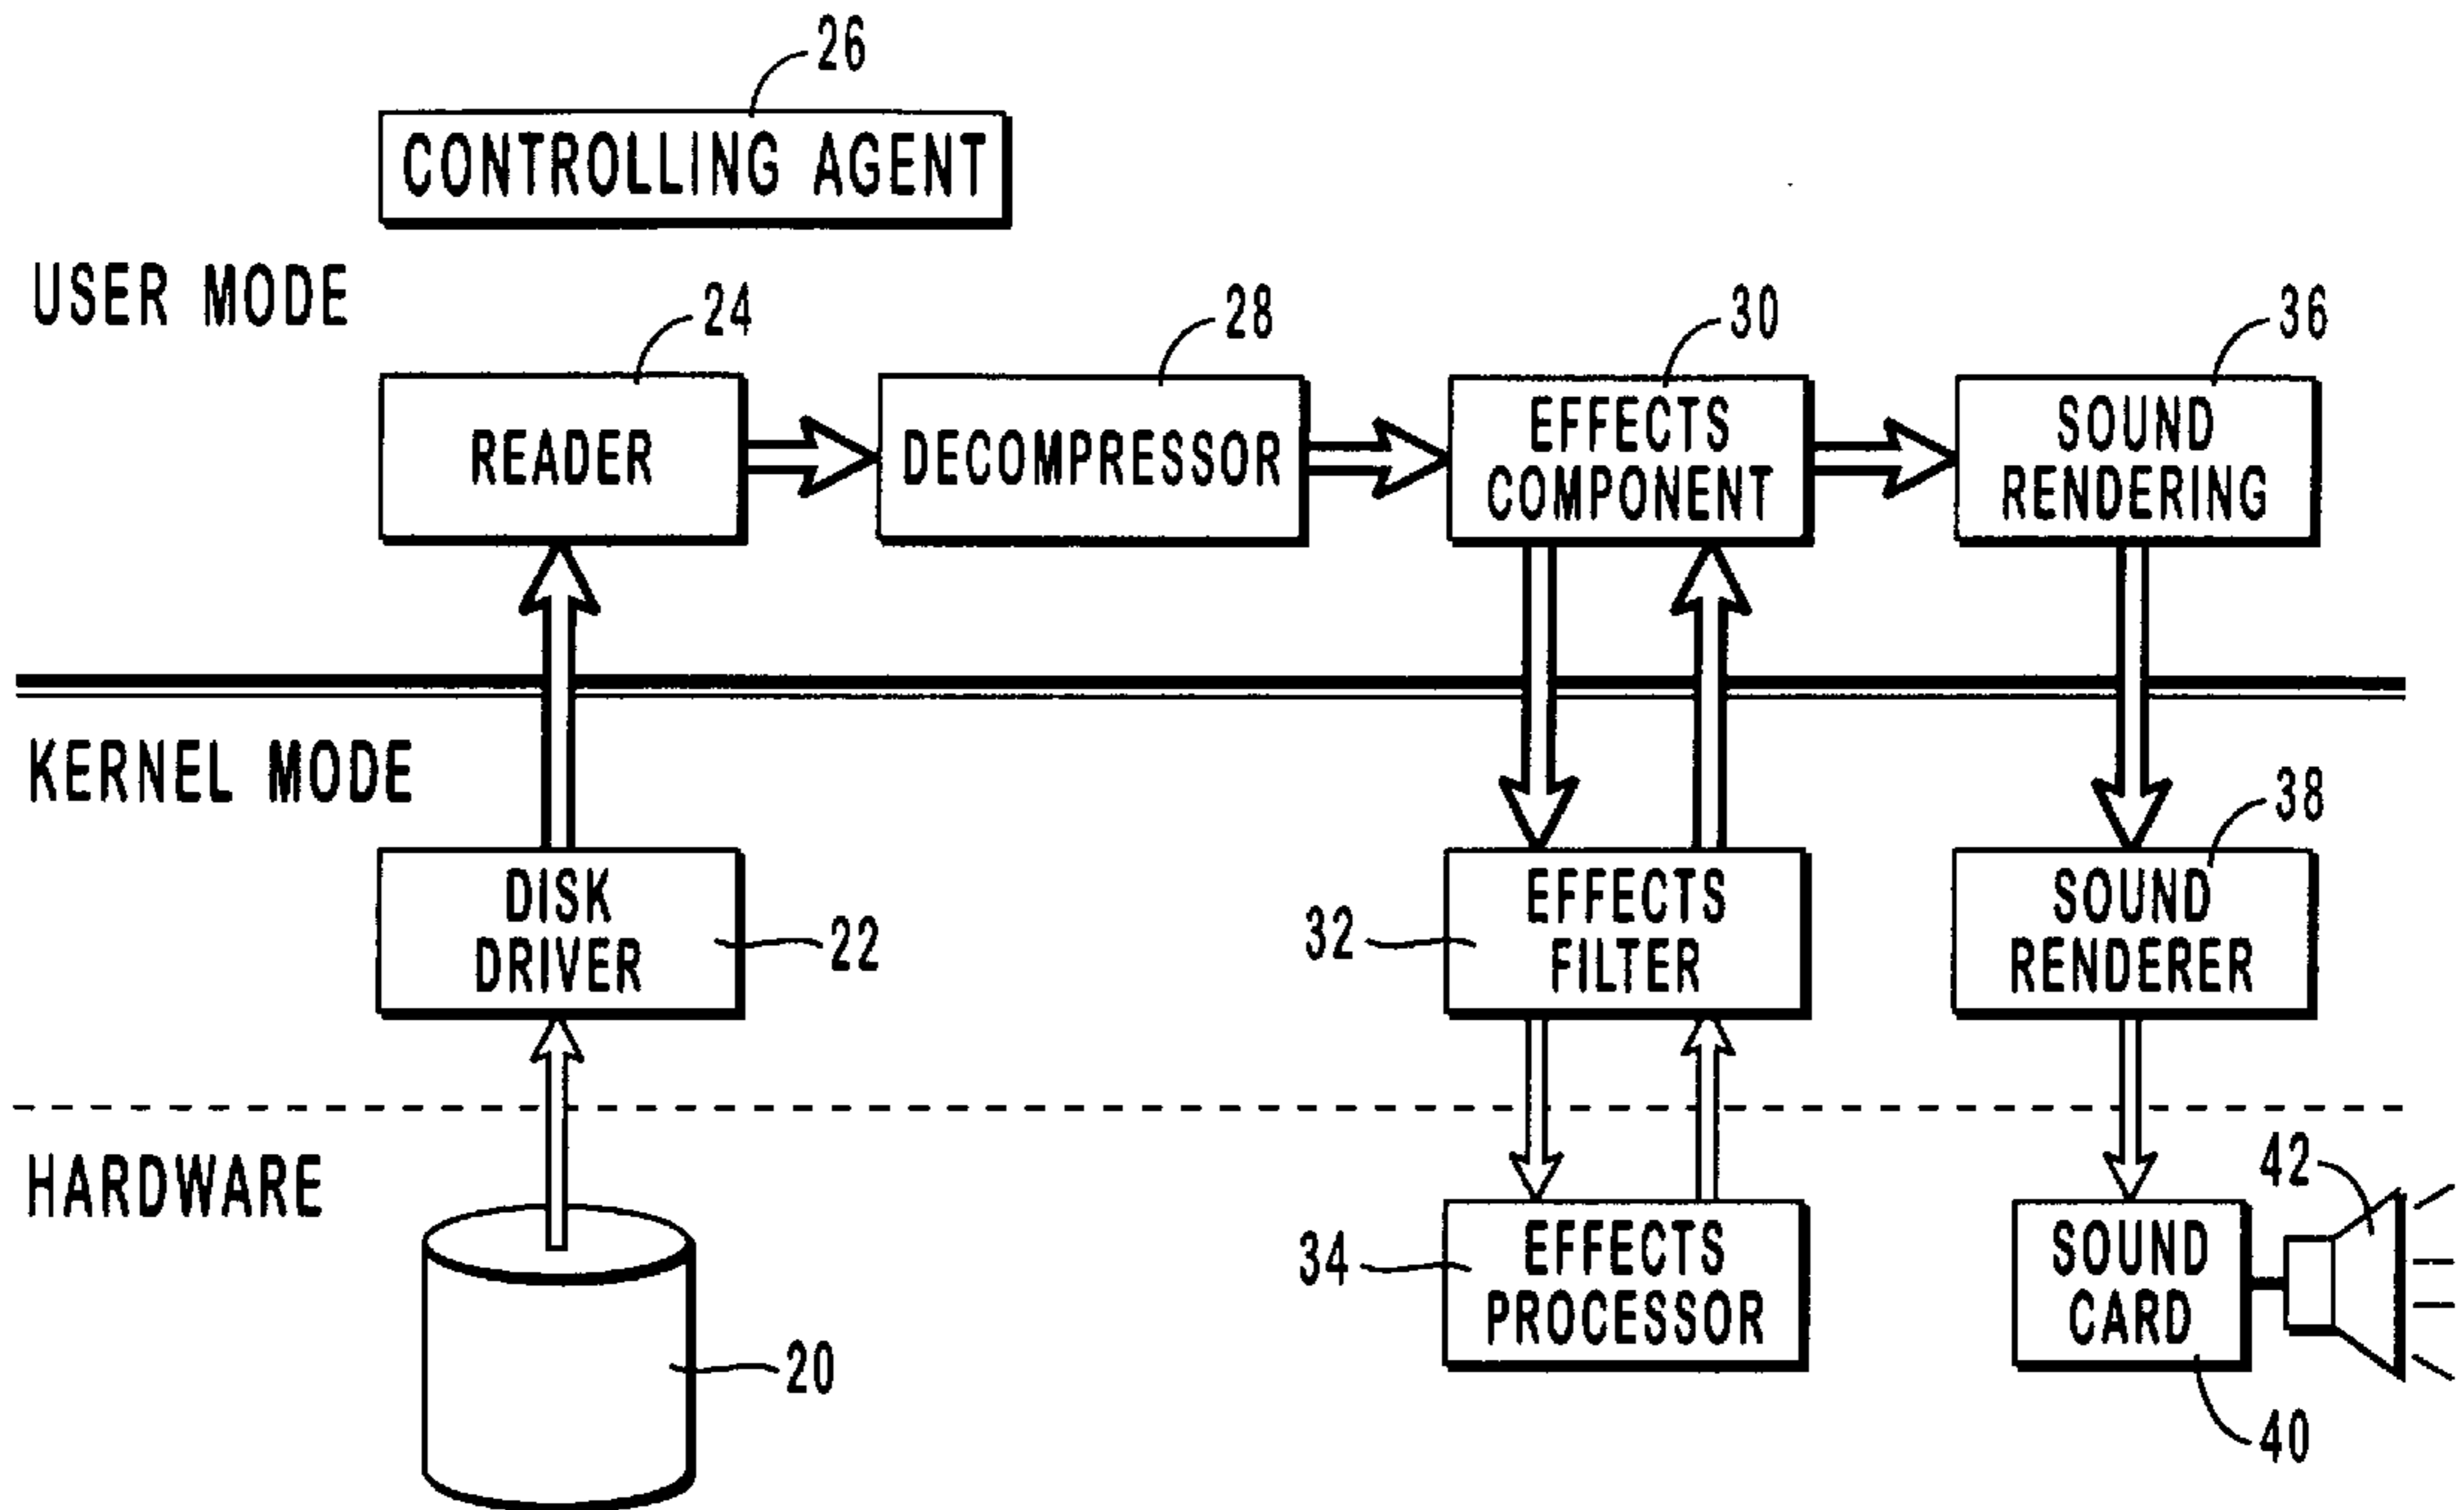 26
CONTROLLING AGENT
USER MODE
24
28
30
36
READER
DECOMPRESSOR
EFFECTS
COMPONENT
SOUND
RENDERING
KERNEL MODE
38
DISK
DRIVER
22
32
EFFECTS
FILTER
SOUND
RENDERER
HARDWARE
42
34
EFFECTS
PROCESSOR
SOUND
CARD
20
40